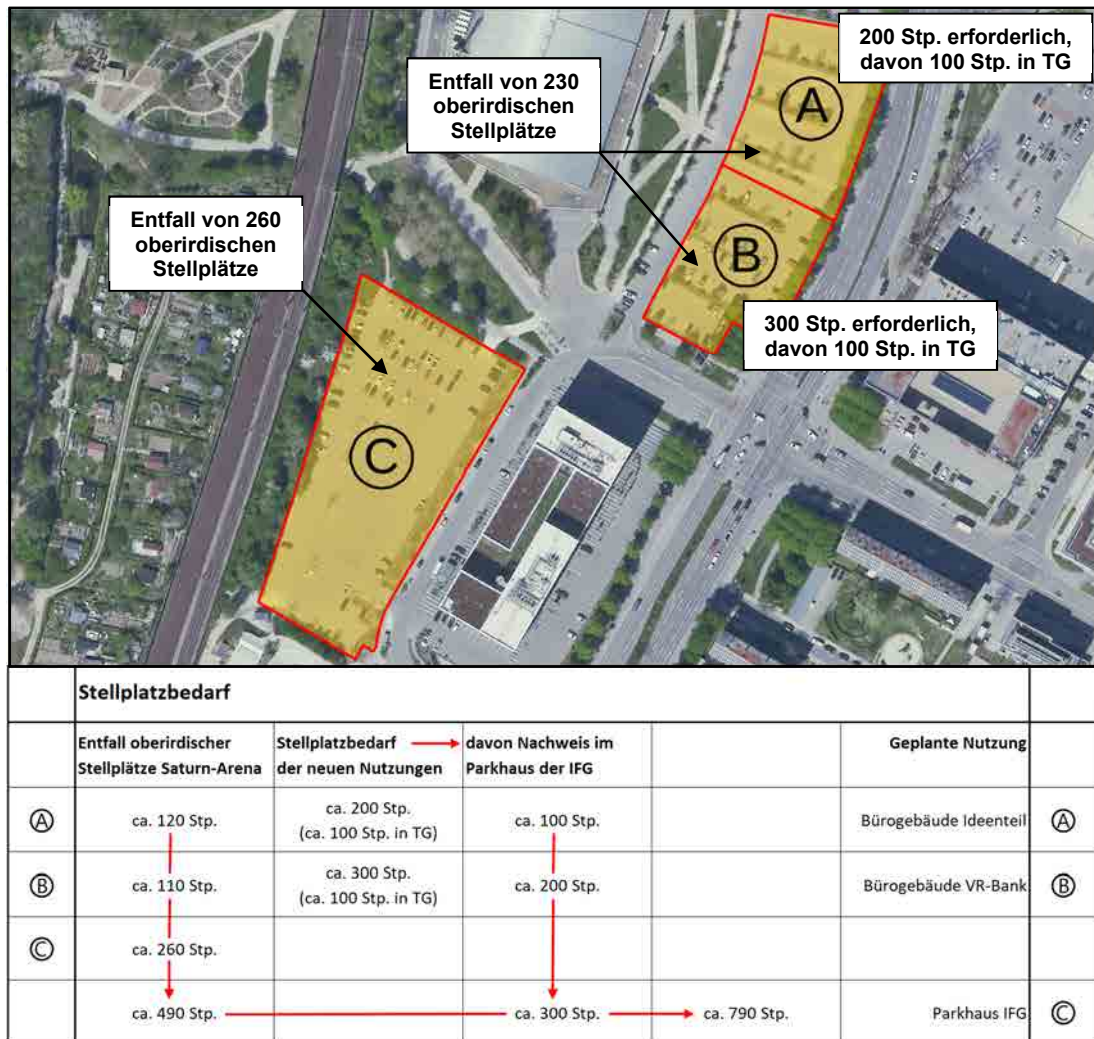 200 Stp. erforderlich,
davon 100 Stp. in TG
Entfall von 230
oberirdischen
Stellplätze
A
Entfall von 260
oberirdischen
Stellplätze
B
300 Stp. erforderlich,
davon 100 Stp. in TG
C
Stellplatzbedarf
Entfall oberirdischer
Stellplätze Saturn-Arena
Stellplatzbedarf
der neuen Nutzungen
davon Nachweis im
Parkhaus der IFG
Geplante Nutzung
A
ca. 120 Stp.
ca. 200 Stp.
(ca. 100 Stp. in TG)
ca. 100 Stp.
Bürogebäude Ideenteil
A
B
ca. 110 Stp.
ca. 300 Stp.
(ca. 100 Stp. in TG)
ca. 200 Stp.
Bürogebäude VR-Bank
B
C
ca. 260 Stp.
ca. 490 Stp.
ca. 300 Stp.
ca. 790 Stp.
Parkhaus IFG
C